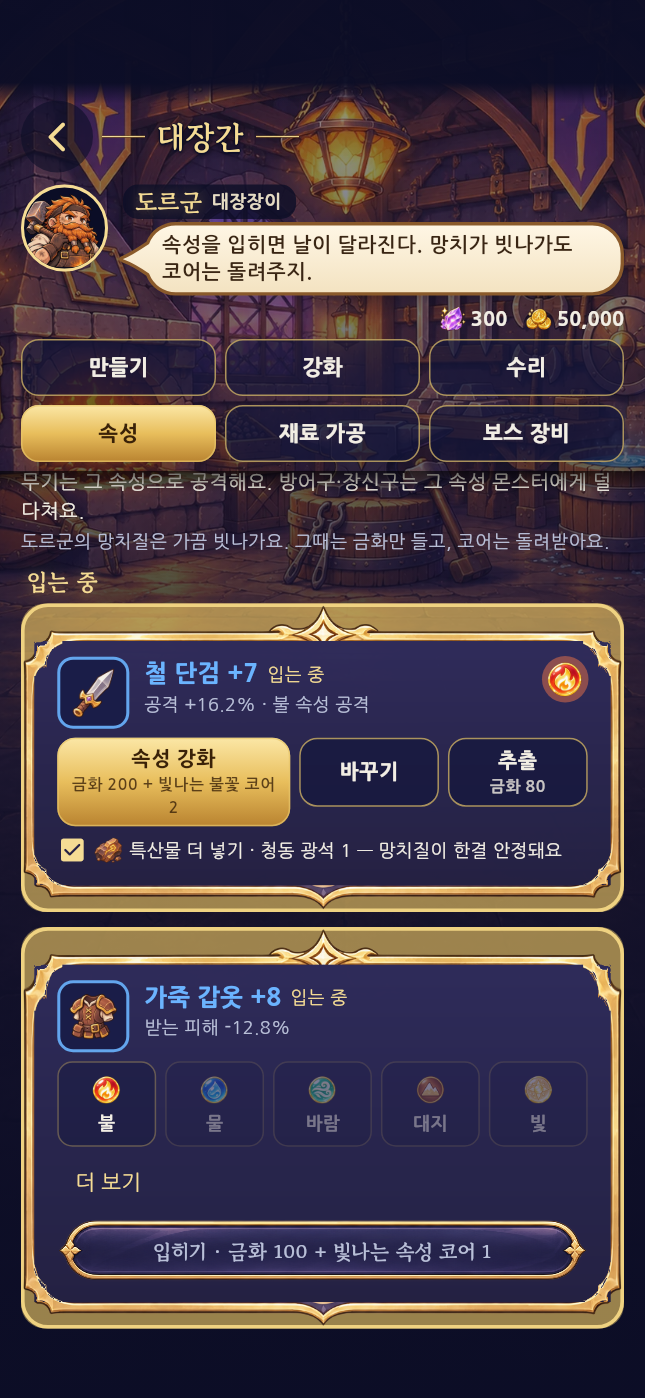 대장간
도르군 대장장이
속성을 입히면 날이 달라진다. 망치가 빗나가도
코어는 돌려주지.
300 50,000
만들기 강화 수리
속성 재료 가공 보스 장비
무기는 그 속성으로 공격해요. 방어구·장신구는 그 속성 몬스터에게 덜
다쳐요.
도르군의 망치질은 가끔 빗나가요. 그때는 금화만 들고, 코어는 돌려받아요.
입는 중
철 단검 +7 입는 중
공격 +16.2% · 불 속성 공격
속성 강화
금화 200 + 빛나는 불꽃 코어
2
바꾸기
추출
금화 80
특산물 더 넣기 · 청동 광석 1 — 망치질이 한결 안정돼요
가죽 갑옷 +8 입는 중
받는 피해 -12.8%
불 물 바람 대지 빛
더 보기
입히기 · 금화 100 + 빛나는 속성 코어 1